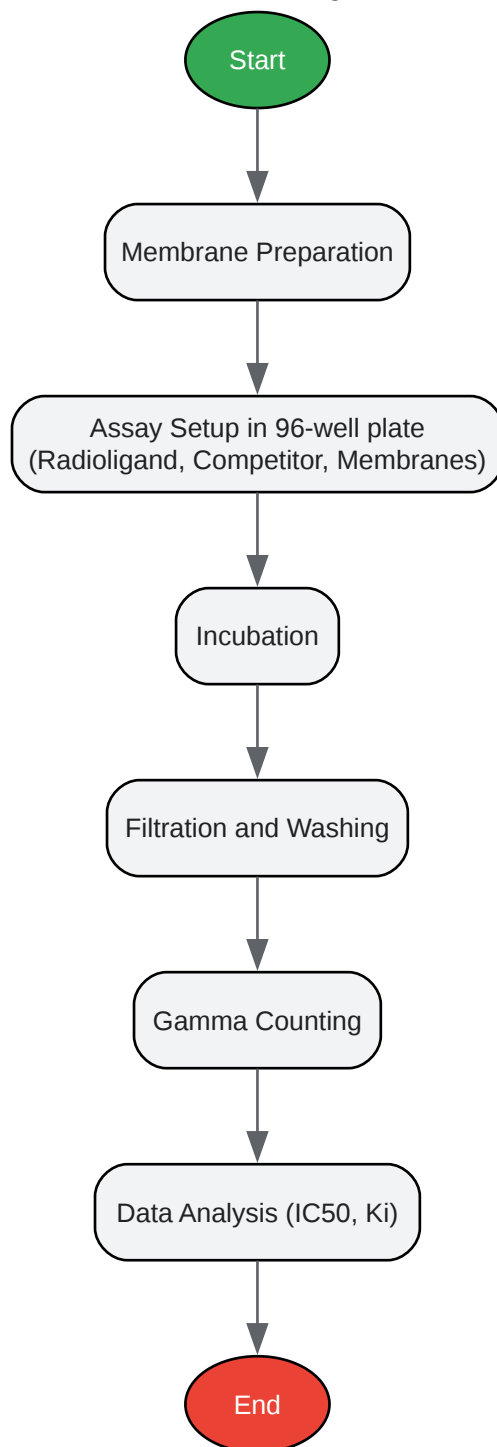 Start
Membrane Preparation
Assay Setup in 96-well plate
(Radioligand, Competitor, Membranes)
Incubation
Filtration and Washing
Gamma Counting
Data Analysis (IC50, Ki)
End